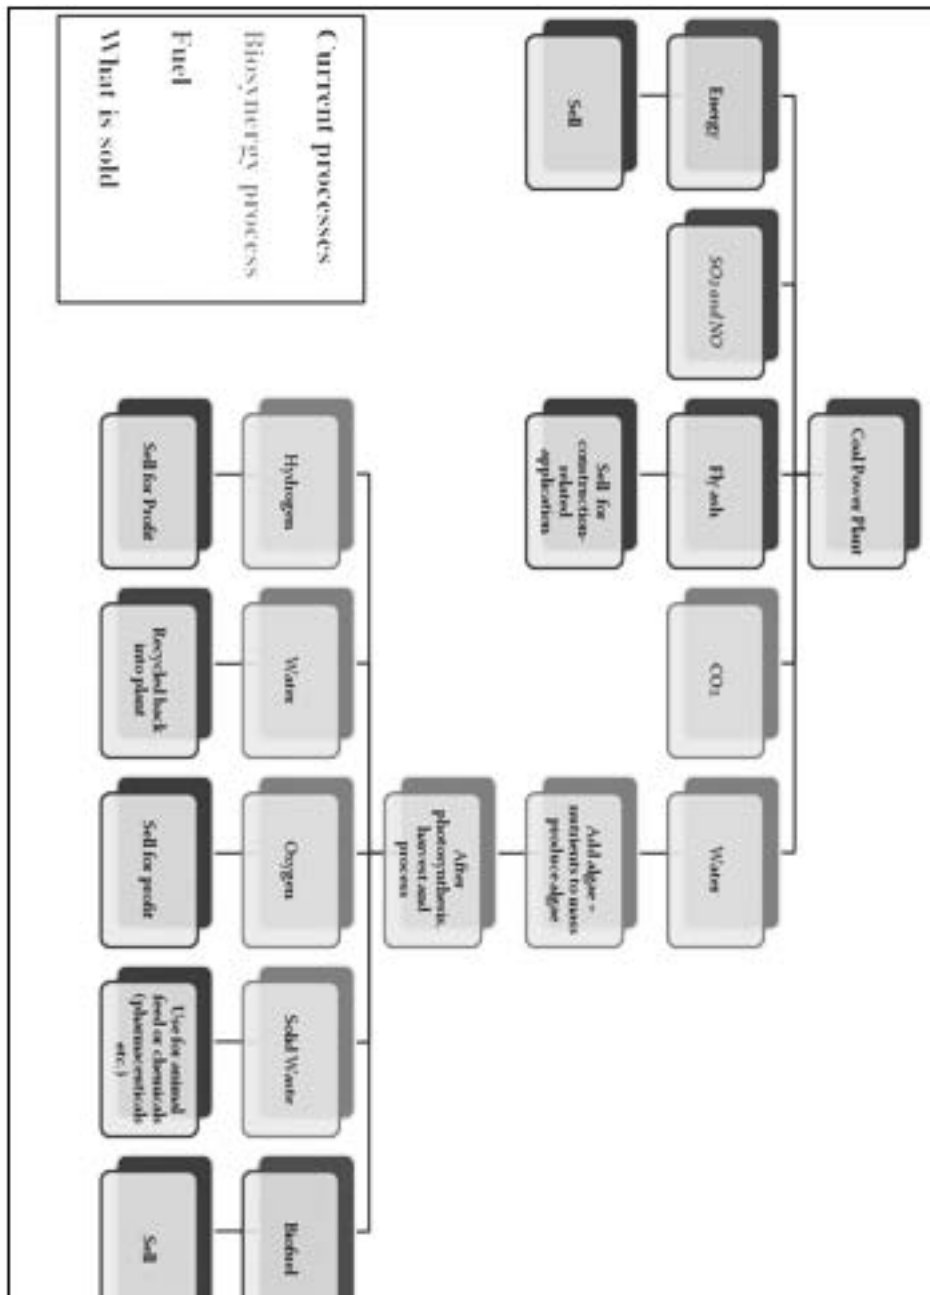 Coal Power Plant
Energy
SO₂ and NO
Fly ash
CO₂
Water
Sell
Sell for
construction-
related
application
Add algae +
nutrients to mass
produce algae
After
photosynthesis,
harvest and
process
Hydrogen
Water
Oxygen
Solid Waste
Biofuel
Sell for Profit
Recycled back
into plant
Sell for profit
Use for animal
feed or chemicals
(pharmaceuticals
etc.)
Sell
Current processes
Biosynergy process
Fuel
What is sold